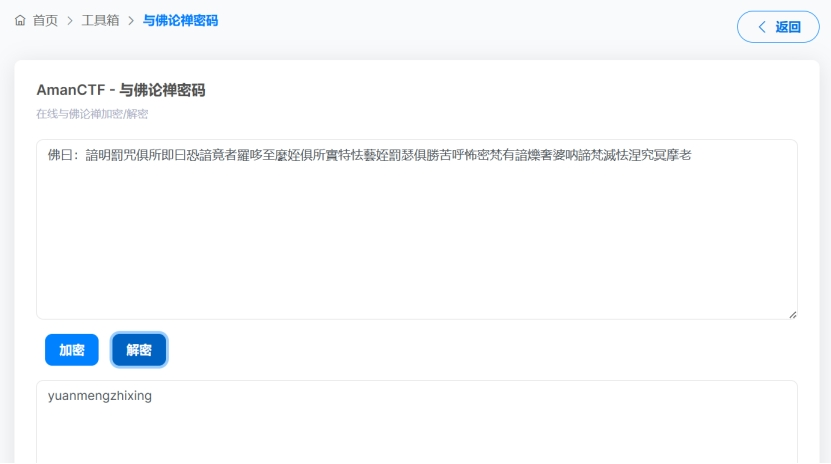 首页 > 工具箱 > 与佛论禅密码
< 返回
AmanCTF - 与佛论禅密码
在线与佛论禅加密/解密
佛曰：諳明罰咒俱所即曰恐諳竟者羅哆至麼姪俱所實特怯藝姪罰瑟俱勝苦呼怖密梵有諳爍奢婆呐諦梵滅怯涅究冥摩老
加密 解密
yuanmengzhixing